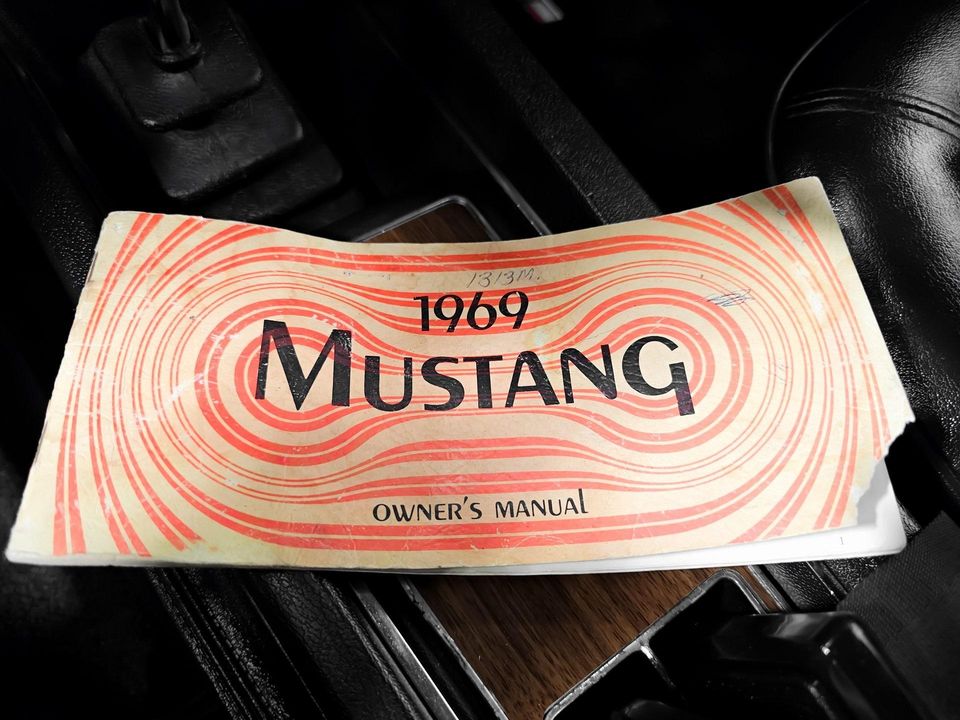 1313M.
1969
MUSTANG
OWNER'S MANUAL